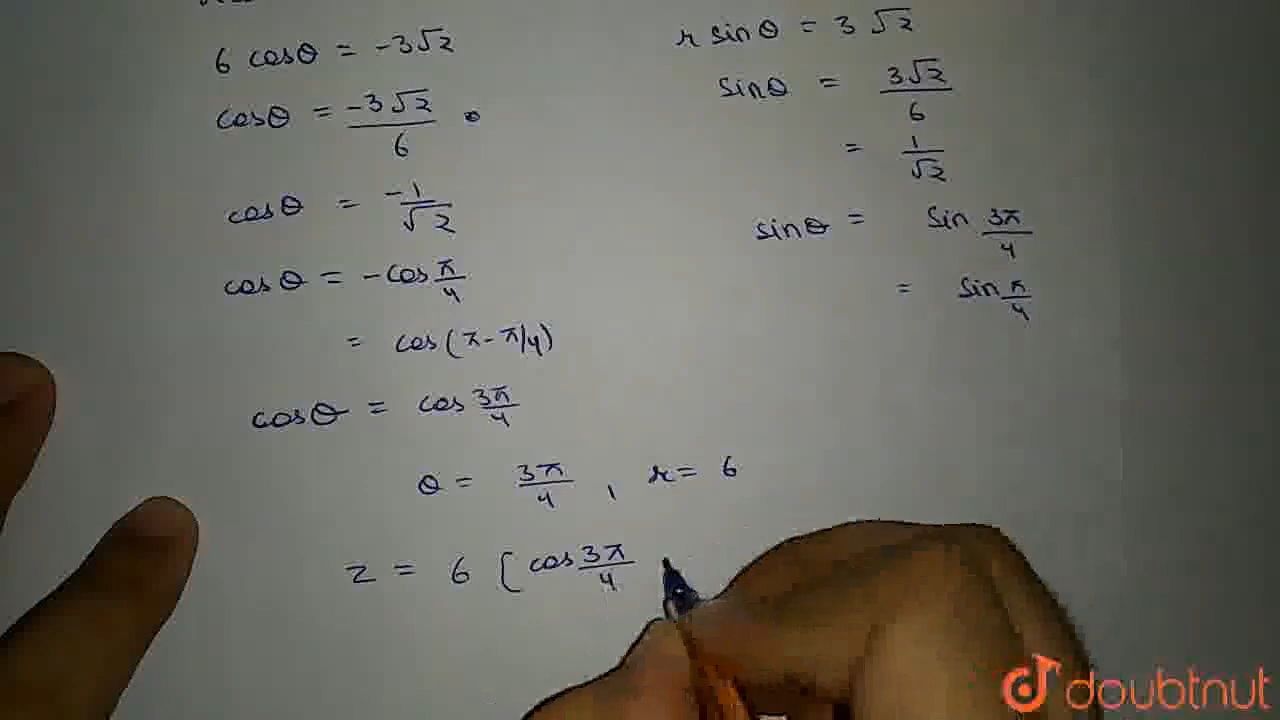 6 cosθ = -3√2
cosθ = -3√2/6
cosθ = -1/√2
cosθ = -cos π/4
= cos(π - π/4)
cosθ = cos 3π/4
θ = 3π/4 , r = 6
z = 6 [cos 3π/4
r sinθ = 3√2
sinθ = 3√2/6
= 1/√2
sinθ = sin 3π/4
= sin π/4
doubtnut